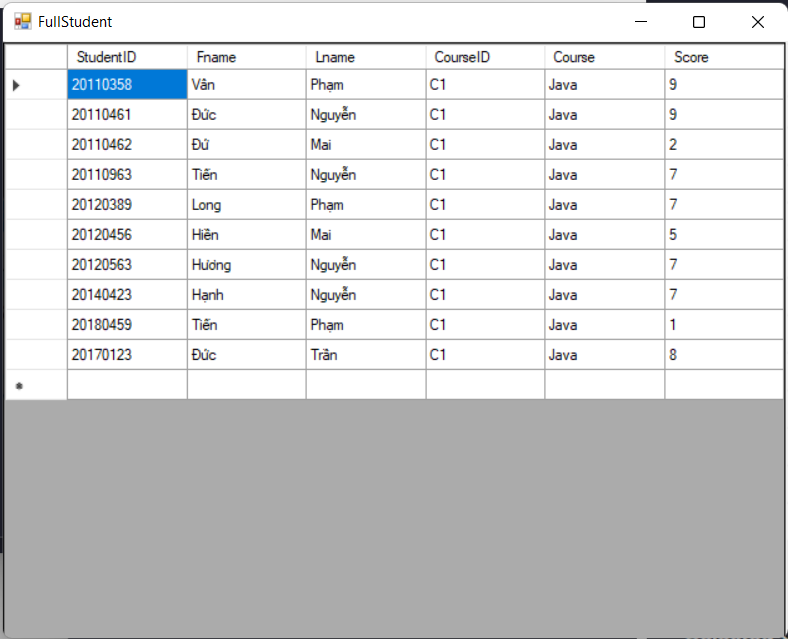 FullStudent
StudentID Fname Lname CourseID Course Score
20110358 Vân Phạm C1 Java 9
20110461 Đức Nguyễn C1 Java 9
20110462 Đứ Mai C1 Java 2
20110963 Tiến Nguyễn C1 Java 7
20120389 Long Phạm C1 Java 7
20120456 Hiền Mai C1 Java 5
20120563 Hương Nguyễn C1 Java 7
20140423 Hạnh Nguyễn C1 Java 7
20180459 Tiến Phạm C1 Java 1
20170123 Đức Trần C1 Java 8